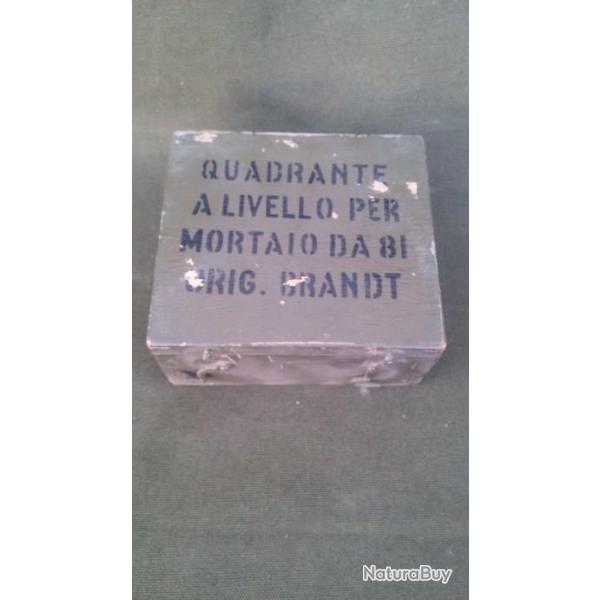 QUADRANTE
A LIVELLO PER
MORTAIO DA 81
ORIG. BRANDT
NaturaBuy